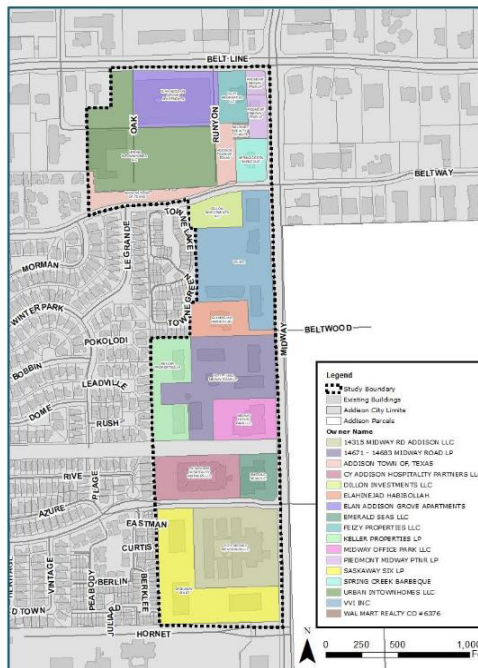 BELT LINE
OAK
RUNYON
BELTWAY
TOWNE LAKE
LEGRANDE
MORMAN
TOWNE GREEN
WINTER PARK
MIDWAY
BELTWOOD
POKOLODI
BOBBIN
LEADVILLE
DOME
RUSH
RIVE
PLAGE
AZURE
EASTMAN
CURTIS
VINTAGE
PEABODY
BERLIN
BERKLEE
JULIARD
D TOWN
HORNET
Legend
Study Boundary
Existing Buildings
Addison City Limits
Addison Parcels
Owner Name
14315 MIDWAY RD ADDISON LLC
14671 - 14683 MIDWAY ROAD LP
ADDISON TOWN OF, TEXAS
CY ADDISON HOSPITALITY PARTNERS LLC
DILLON INVESTMENTS LLC
ELAHINEJAD HABIBOLLAH
ELAN ADDISON GROVE APARTMENTS
EMERALD SEAS LLC
FEIZY PROPERTIES LLC
KELLER PROPERTIES LP
MIDWAY OFFICE PARK LLC
PIEDMONT MIDWAY PTNR LP
SASKAWAY SIX LP
SPRING CREEK BARBEQUE
URBAN INTOWNHOMES LLC
VVI INC
WAL MART REALTY CO #6376
N
0 250 500 1,000